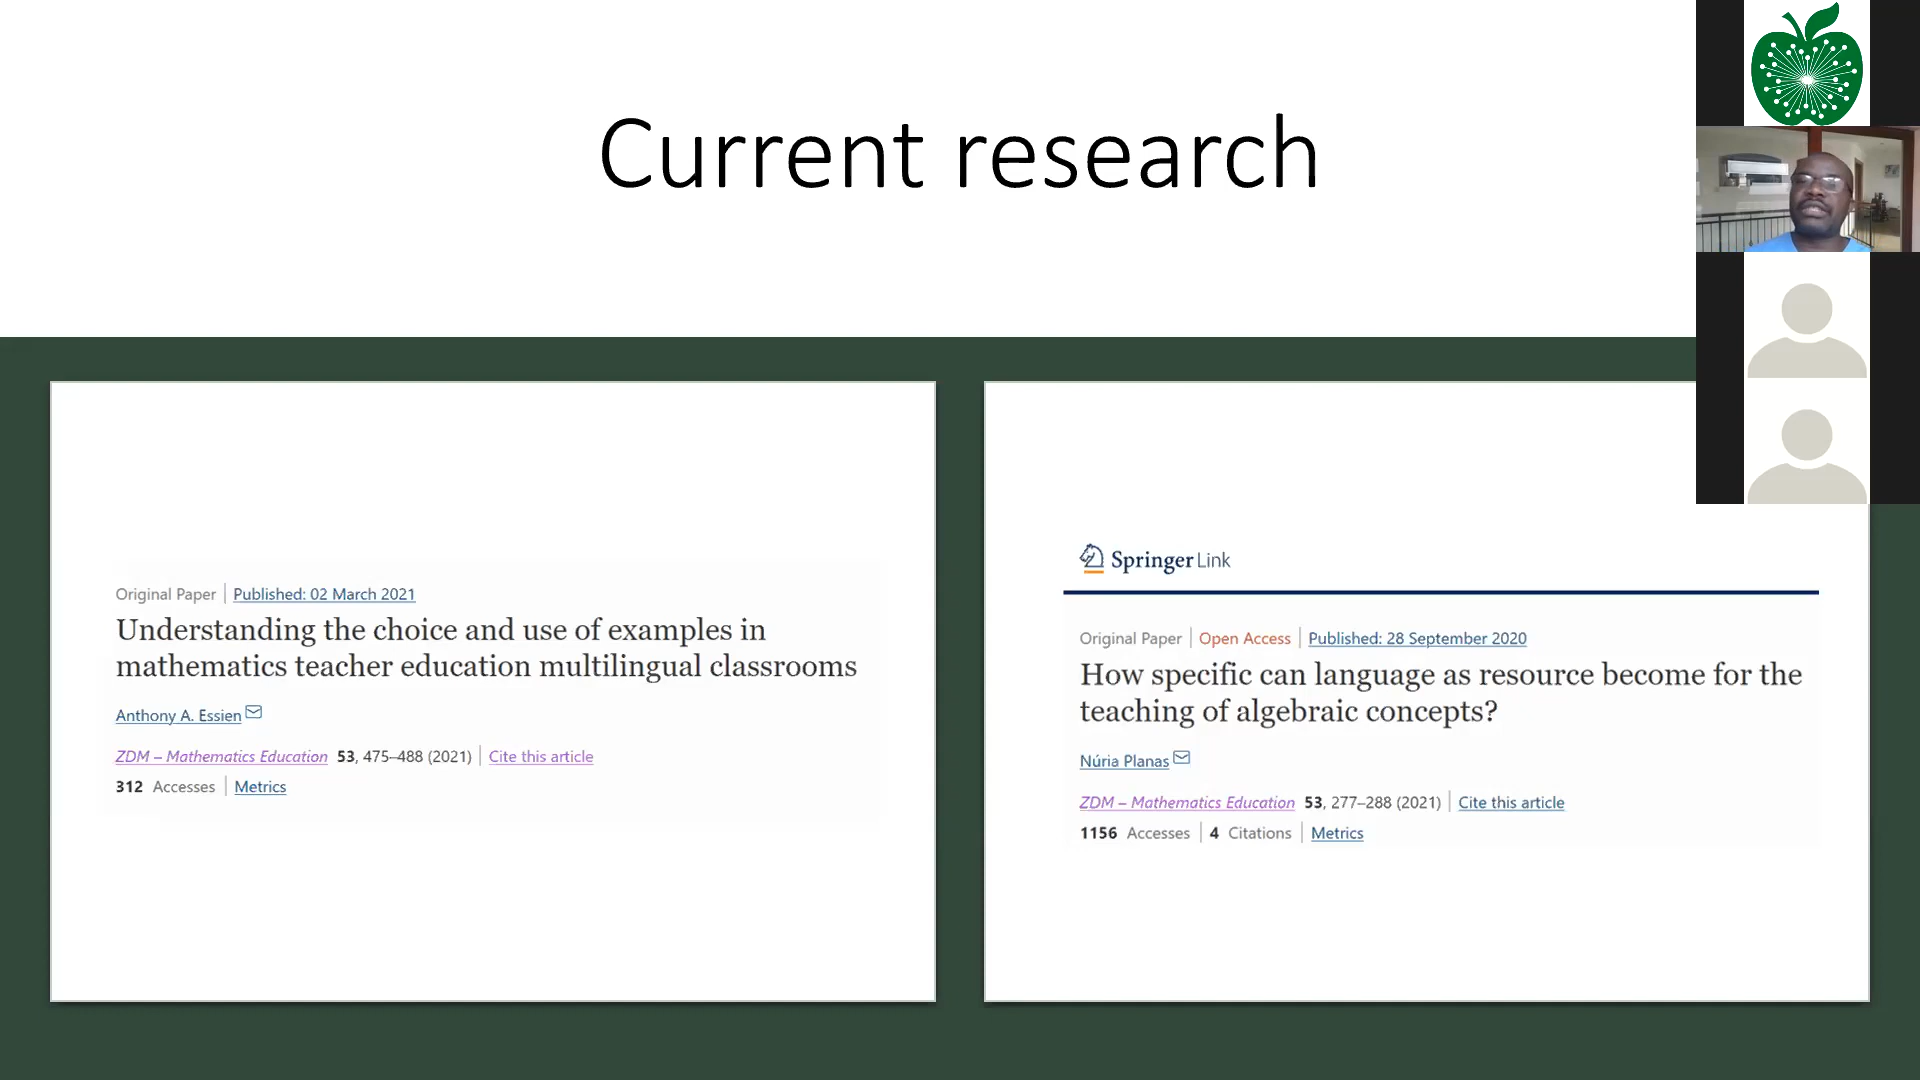 Current research
Original Paper | Published: 02 March 2021
Understanding the choice and use of examples in
mathematics teacher education multilingual classrooms
Anthony A. Essien
ZDM – Mathematics Education 53, 475–488 (2021) | Cite this article
312 Accesses | Metrics
Springer Link
Original Paper | Open Access | Published: 28 September 2020
How specific can language as resource become for the
teaching of algebraic concepts?
Núria Planas
ZDM – Mathematics Education 53, 277–288 (2021) | Cite this article
1156 Accesses | 4 Citations | Metrics